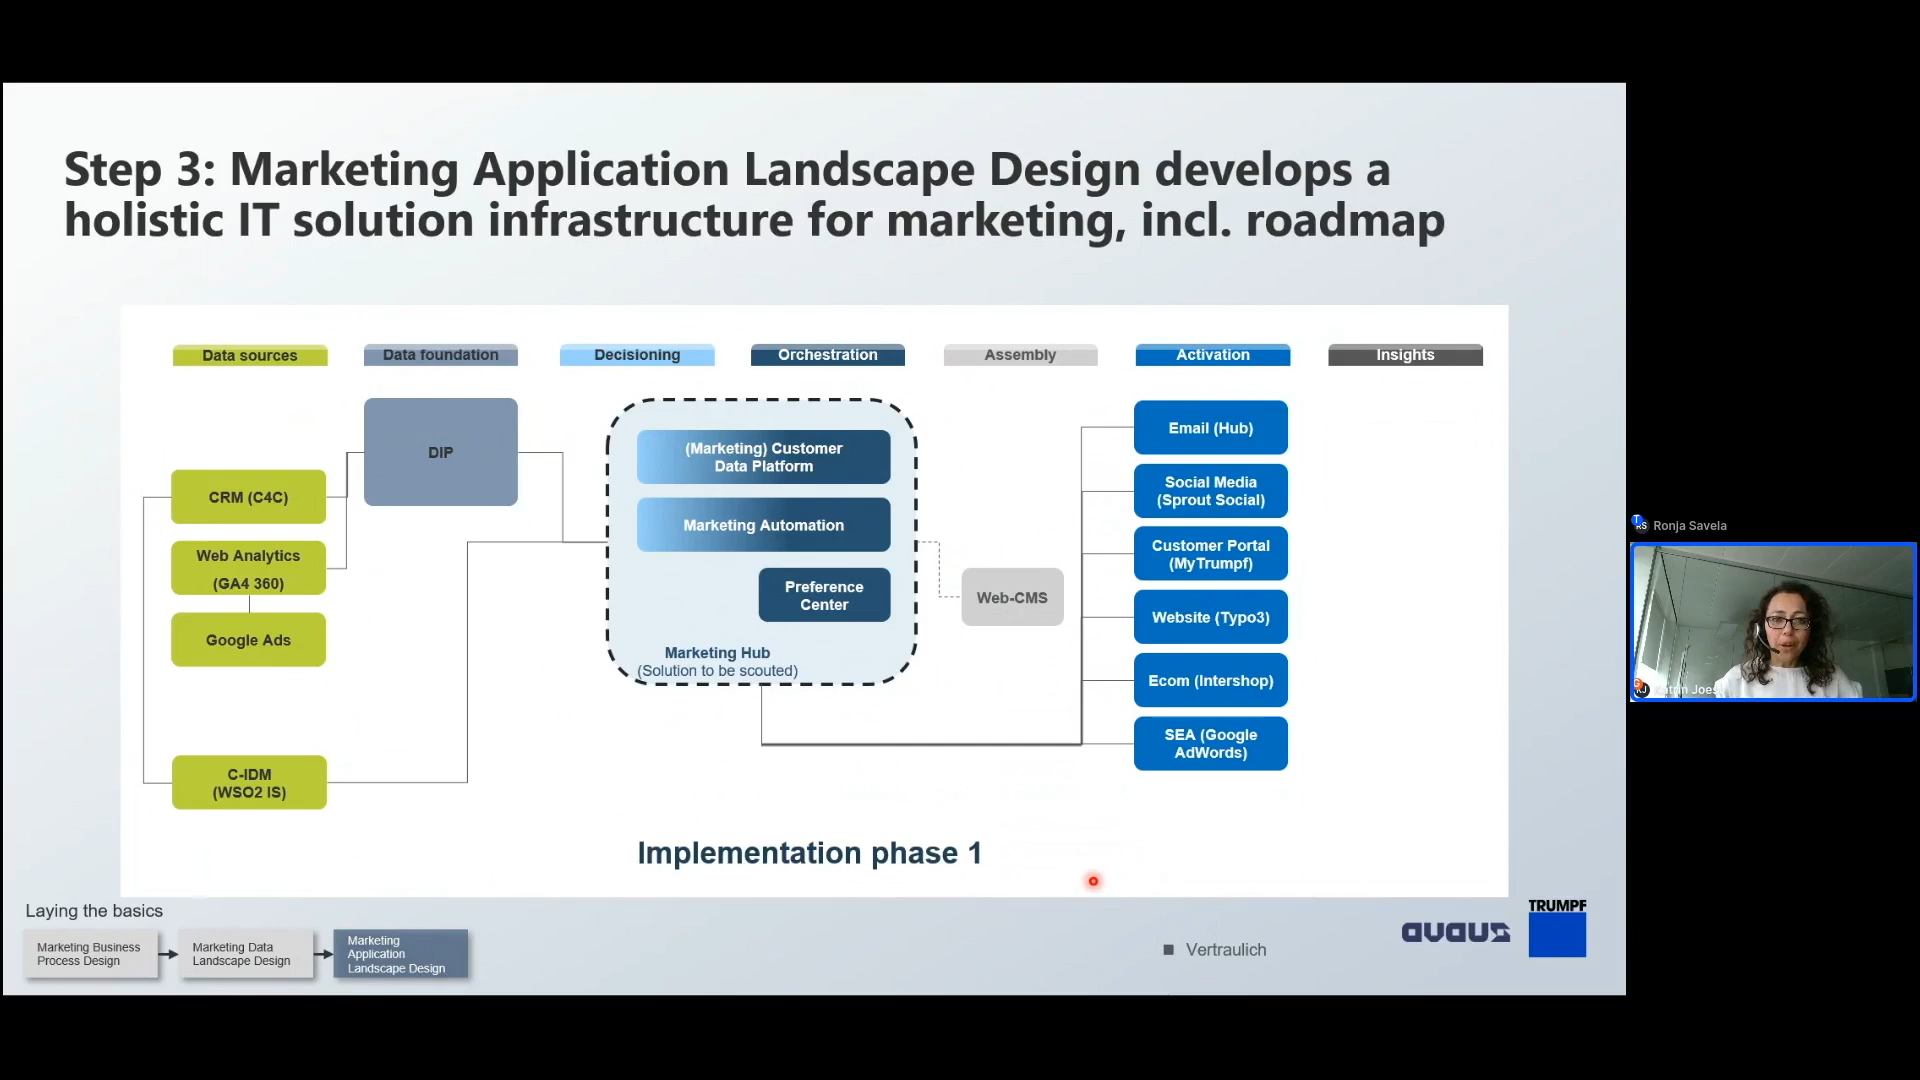 Step 3: Marketing Application Landscape Design develops a
holistic IT solution infrastructure for marketing, incl. roadmap
Data sources
Data foundation
Decisioning
Orchestration
Assembly
Activation
Insights
CRM (C4C)
Web Analytics
(GA4 360)
Google Ads
C-IDM
(WSO2 IS)
DIP
(Marketing) Customer
Data Platform
Marketing Automation
Preference
Center
Marketing Hub
(Solution to be scouted)
Web-CMS
Email (Hub)
Social Media
(Sprout Social)
Customer Portal
(MyTrumpf)
Website (Typo3)
Ecom (Intershop)
SEA (Google
AdWords)
Implementation phase 1
Laying the basics
Marketing Business
Process Design
Marketing Data
Landscape Design
Marketing
Application
Landscape Design
Vertraulich
avaus
TRUMPF
Ronja Savela